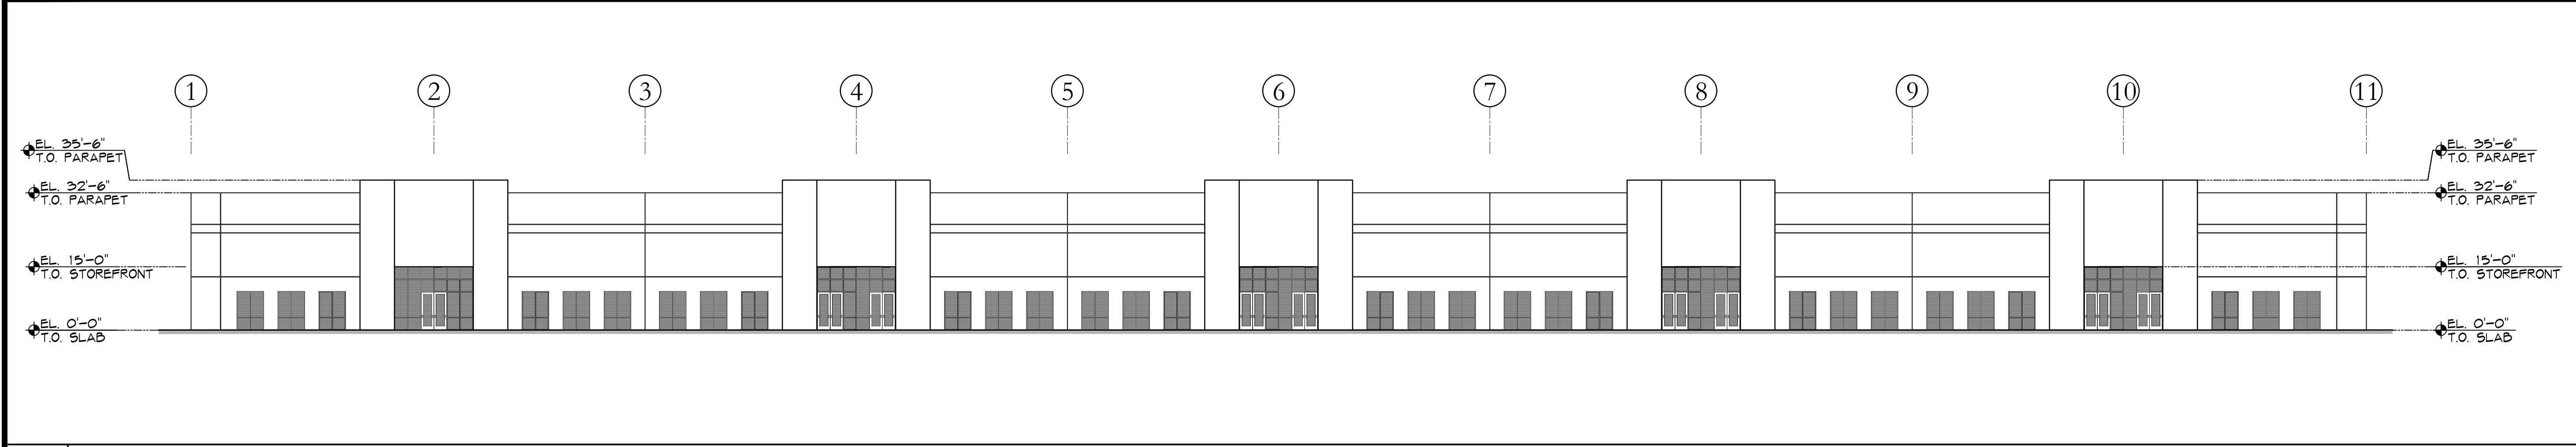 1 2 3 4 5 6 7 8 9 10 11
EL. 35'-6"
T.O. PARAPET
EL. 32'-6"
T.O. PARAPET
EL. 15'-0"
T.O. STOREFRONT
EL. 0'-0"
T.O. SLAB
EL. 35'-6"
T.O. PARAPET
EL. 32'-6"
T.O. PARAPET
EL. 15'-0"
T.O. STOREFRONT
EL. 0'-0"
T.O. SLAB